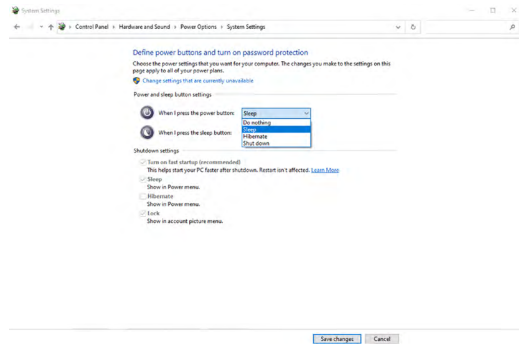 System Settings
Control Panel > Hardware and Sound > Power Options > System Settings
Define power buttons and turn on password protection
Choose the power settings that you want for your computer. The changes you make to the settings on this
page apply to all of your power plans.
Change settings that are currently unavailable
Power and sleep button settings
When I press the power button: Sleep
Do nothing
Sleep
Hibernate
Shut down
When I press the sleep button:
Shutdown settings
Turn on fast startup (recommended)
This helps start your PC faster after shutdown. Restart isn't affected. Learn More
Sleep
Show in Power menu.
Hibernate
Show in Power menu.
Lock
Show in account picture menu.
Save changes Cancel